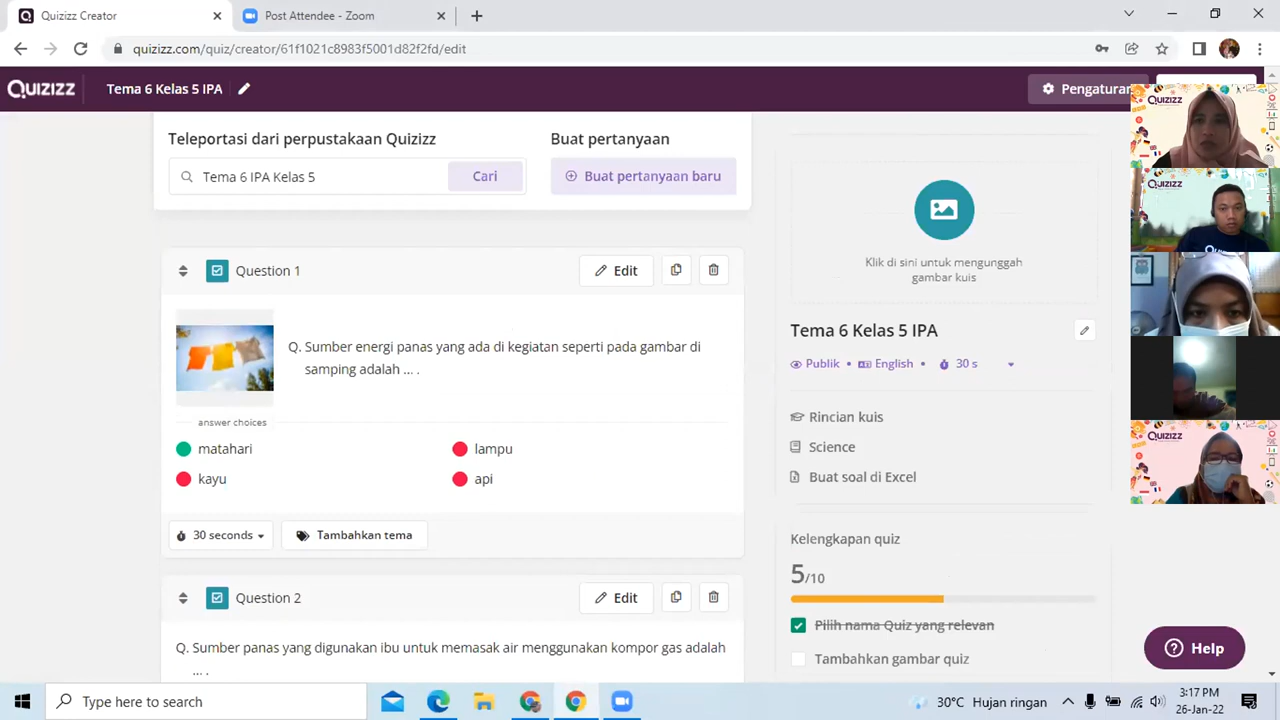 Quizizz Creator
Post Attendee - Zoom
quizizz.com/quiz/creator/61f1021c8983f5001d82f2fd/edit
QUIZIZZ
Tema 6 Kelas 5 IPA
Pengaturan
Teleportasi dari perpustakaan Quizizz
Buat pertanyaan
Tema 6 IPA Kelas 5
Cari
Buat pertanyaan baru
Question 1
Edit
Q. Sumber energi panas yang ada di kegiatan seperti pada gambar di
samping adalah ... .
answer choices
matahari
lampu
kayu
api
30 seconds
Tambahkan tema
Question 2
Edit
Q. Sumber panas yang digunakan ibu untuk memasak air menggunakan kompor gas adalah
... .
Klik di sini untuk mengunggah
gambar kuis
Tema 6 Kelas 5 IPA
Publik • English • 30 s
Rincian kuis
Science
Buat soal di Excel
Kelengkapan quiz
5/10
Pilih nama Quiz yang relevan
Tambahkan gambar quiz
Help
QUIZIZZ
QUIZIZZ
QUIZIZZ
Type here to search
30°C Hujan ringan
3:17 PM
26-Jan-22